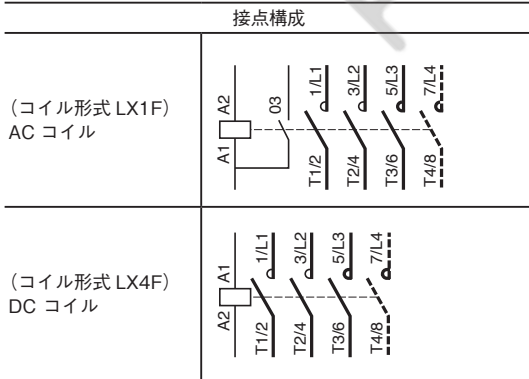 接点構成
（コイル形式 LX1F）
AC コイル
A2
A1
03
1/L1
3/L2
5/L3
7/L4
T1/2
T2/4
T3/6
T4/8
（コイル形式 LX4F）
DC コイル
A1
A2
1/L1
3/L2
5/L3
7/L4
T1/2
T2/4
T3/6
T4/8